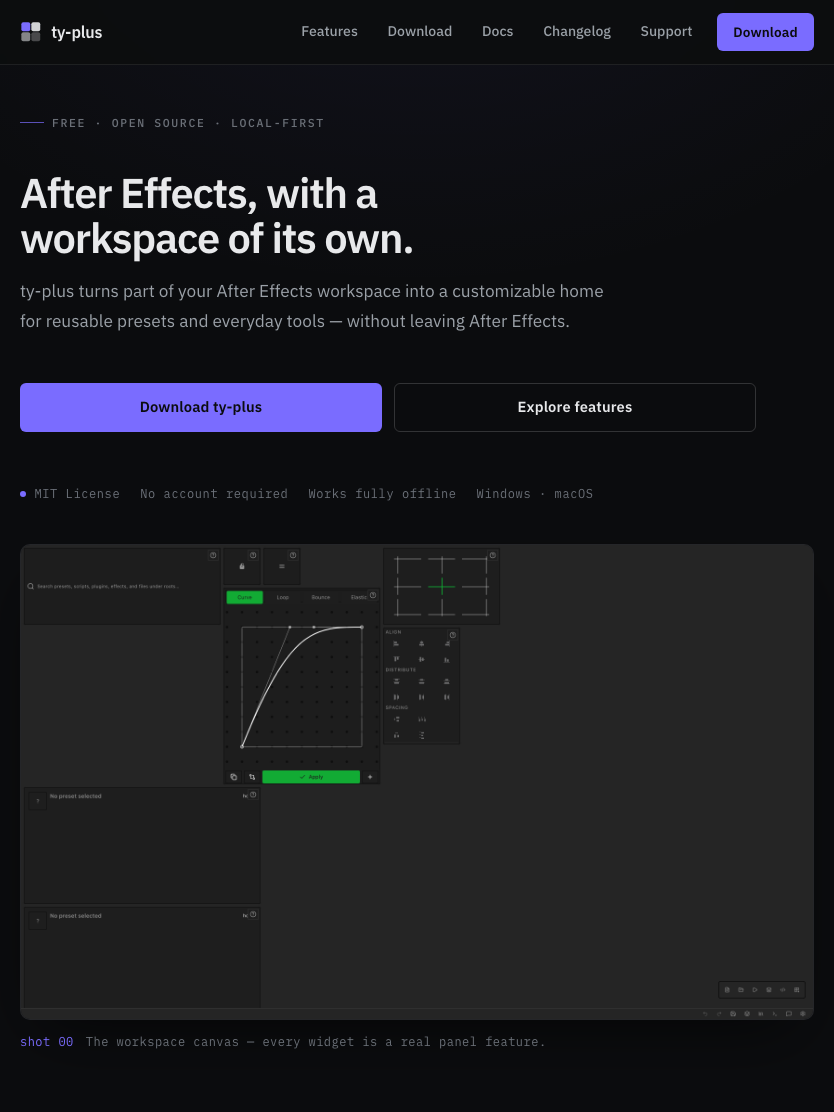 ty-plus
Features
Download
Docs
Changelog
Support
Download
FREE · OPEN SOURCE · LOCAL-FIRST
After Effects, with a
workspace of its own.
ty-plus turns part of your After Effects workspace into a customizable home
for reusable presets and everyday tools — without leaving After Effects.
Download ty-plus
Explore features
MIT License
No account required
Works fully offline
Windows · macOS
Search presets, scripts, plugins, effects, and files under roots...
Curve
Loop
Bounce
Elastic
Apply
ALIGN
DISTRIBUTE
SPACING
No preset selected
No preset selected
shot 00 The workspace canvas — every widget is a real panel feature.